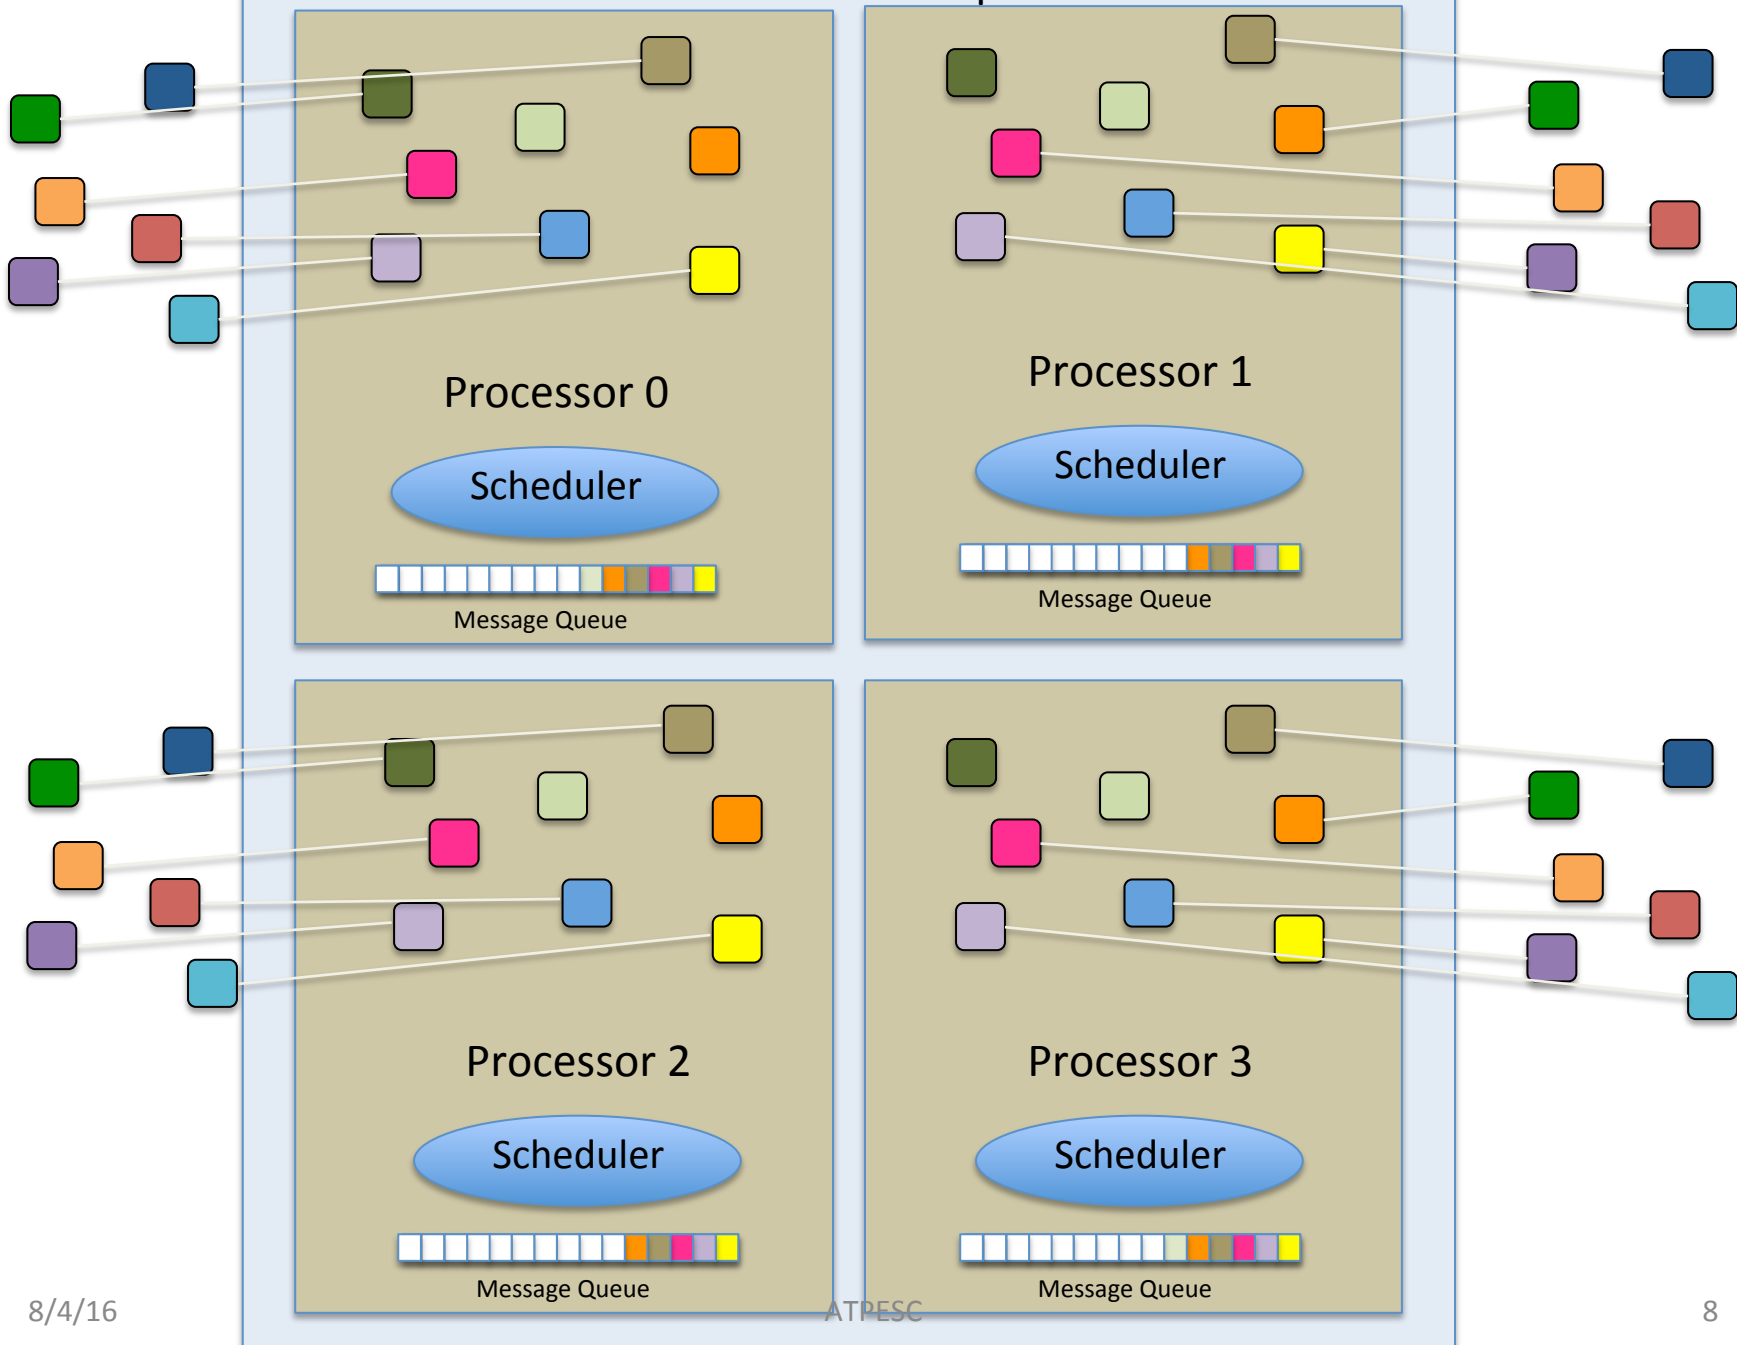 Processor 0
Scheduler
Message Queue
Processor 1
Scheduler
Message Queue
Processor 2
Scheduler
Message Queue
Processor 3
Scheduler
Message Queue
8/4/16
ATPESC
8